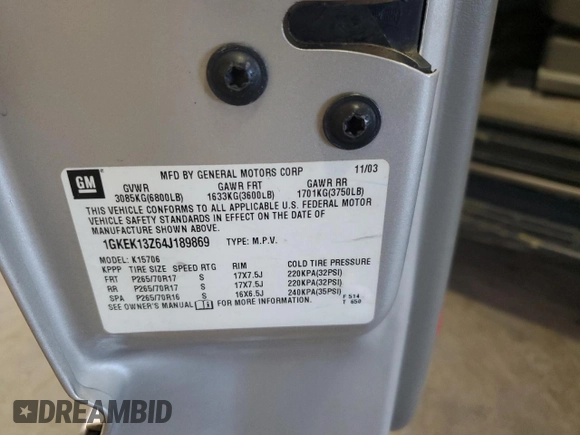 GM
MFD BY GENERAL MOTORS CORP 11/03
GVWR GAWR FRT GAWR RR
3085KG(6800LB) 1633KG(3600LB) 1701KG(3750LB)
THIS VEHICLE CONFORMS TO ALL APPLICABLE U.S. FEDERAL MOTOR
VEHICLE SAFETY STANDARDS IN EFFECT ON THE DATE OF
MANUFACTURE SHOWN ABOVE.
1GKEK13Z64J189869 TYPE: M.P.V.
MODEL: K15706
KPPP TIRE SIZE SPEED RTG RIM COLD TIRE PRESSURE
FRT P265/70R17 S 17X7.5J 220KPA(32PSI)
RR P265/70R17 S 17X7.5J 220KPA(32PSI)
SPA P265/70R16 S 16X6.5J 240KPA(35PSI)
SEE OWNER'S MANUAL FOR MORE INFORMATION.
F 514
T 650
DREAMBID